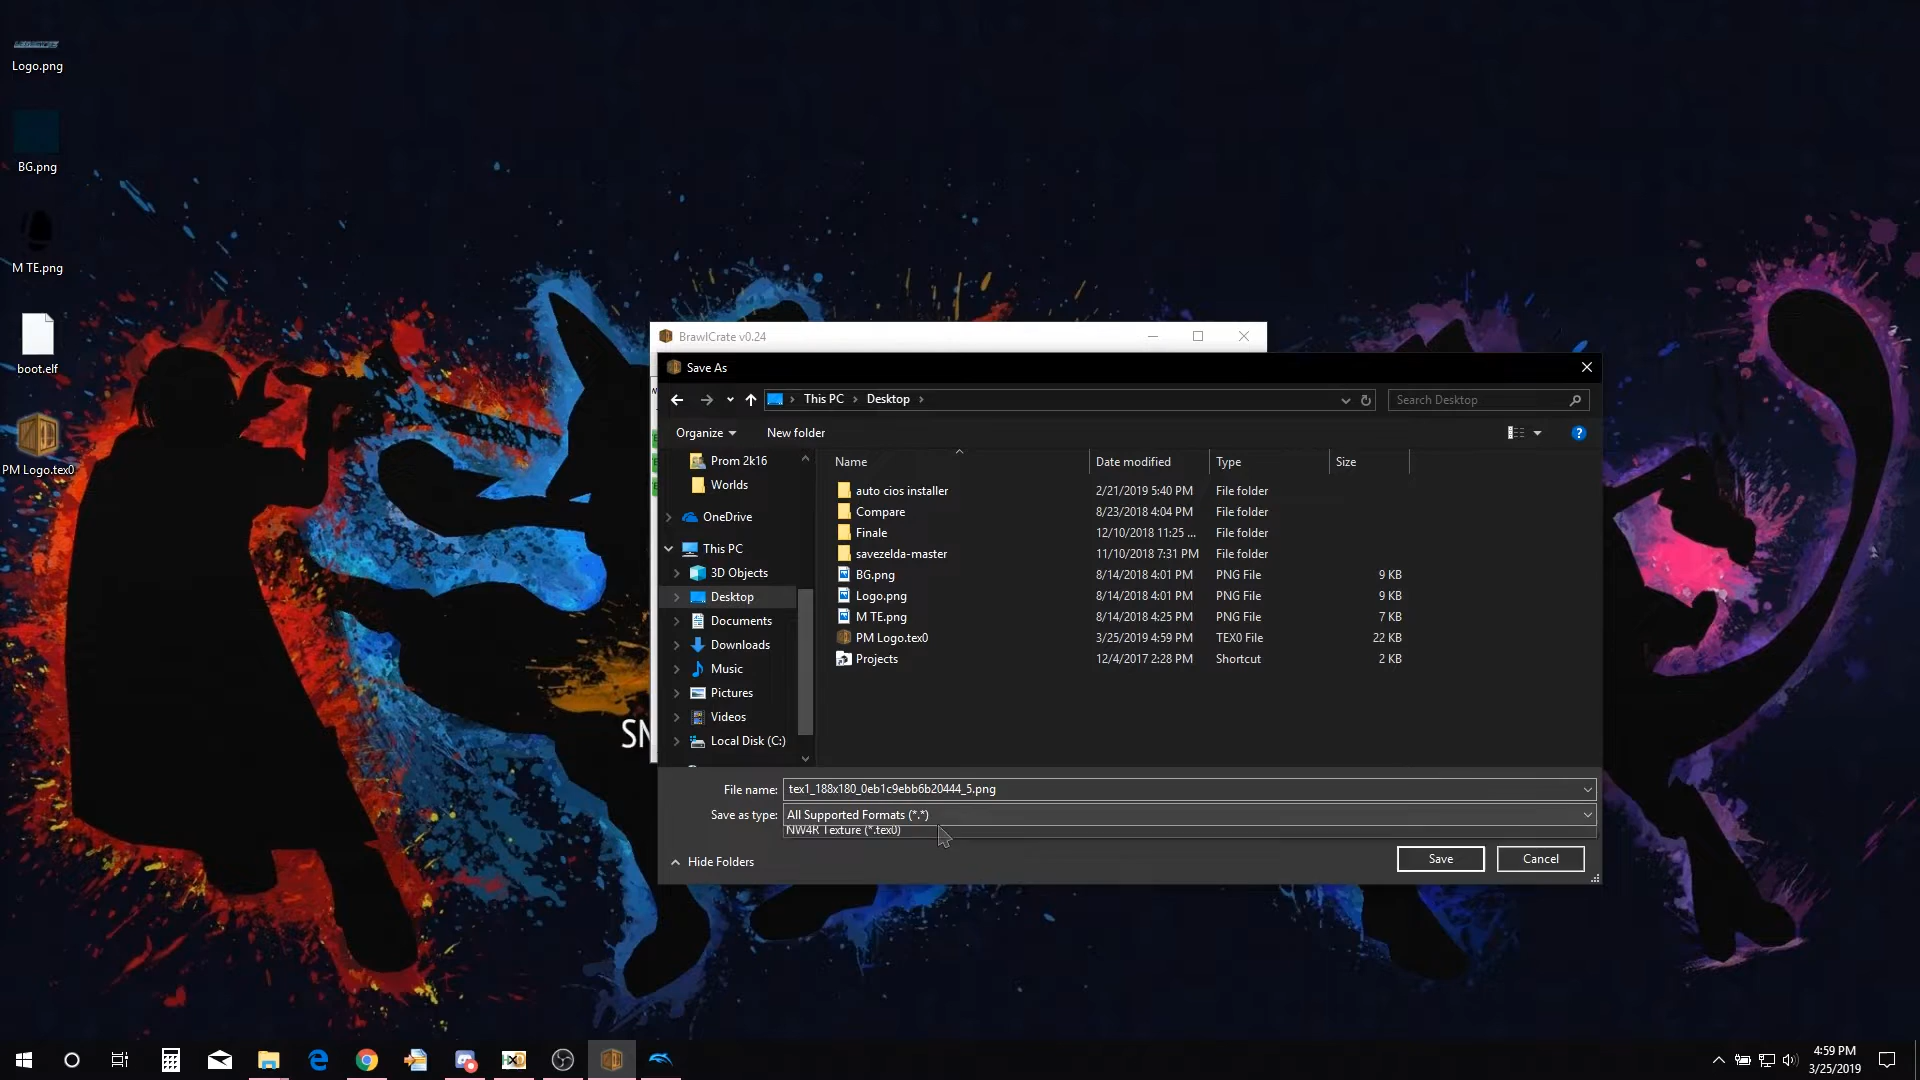 Logo.png
BG.png
M TE.png
boot.elf
PM Logo.tex0
SM
BrawlCrate v0.24
Save As
This PC
Desktop
Search Desktop
Organize
New folder
Prom 2k16
Worlds
OneDrive
This PC
3D Objects
Desktop
Documents
Downloads
Music
Pictures
Videos
Local Disk (C:)
Name Date modified Type Size
auto cios installer 2/21/2019 5:40 PM File folder
Compare 8/23/2018 4:04 PM File folder
Finale 12/10/2018 11:25 ... File folder
savezelda-master 11/10/2018 7:31 PM File folder
BG.png 8/14/2018 4:01 PM PNG File 9 KB
Logo.png 8/14/2018 4:01 PM PNG File 9 KB
M TE.png 8/14/2018 4:25 PM PNG File 7 KB
PM Logo.tex0 3/25/2019 4:59 PM TEX0 File 22 KB
Projects 12/4/2017 2:28 PM Shortcut 2 KB
File name: tex1_188x180_0eb1c9ebb6b20444_5.png
Save as type: All Supported Formats (*.*)
NW4R Texture (*.tex0)
Hide Folders
Save
Cancel
4:59 PM
3/25/2019